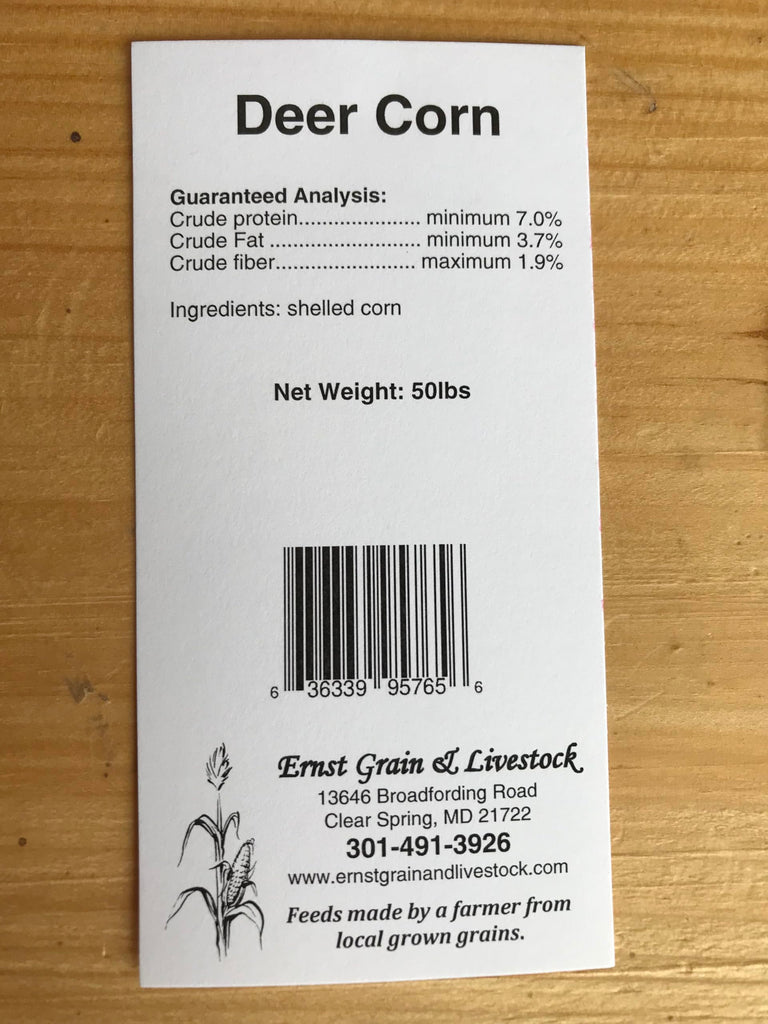 Deer Corn
Guaranteed Analysis:
Crude protein..................... minimum 7.0%
Crude Fat .......................... minimum 3.7%
Crude fiber........................ maximum 1.9%
Ingredients: shelled corn
Net Weight: 50lbs
6 36339 95765 6
Ernst Grain & Livestock
13646 Broadfording Road
Clear Spring, MD 21722
301-491-3926
www.ernstgrainandlivestock.com
Feeds made by a farmer from
local grown grains.